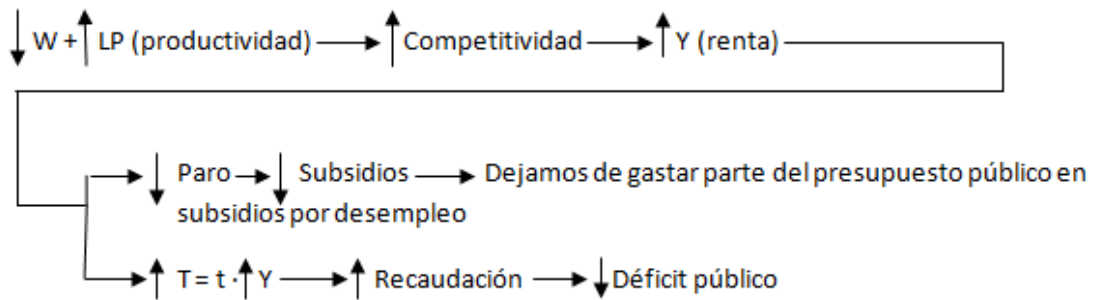 ↓ W + ↑ LP (productividad) → ↑ Competitividad → ↑ Y (renta)
↓ Paro → ↓ Subsidios → Dejamos de gastar parte del presupuesto público en
subsidios por desempleo
↑ T = t · ↑ Y → ↑ Recaudación → ↓ Déficit público